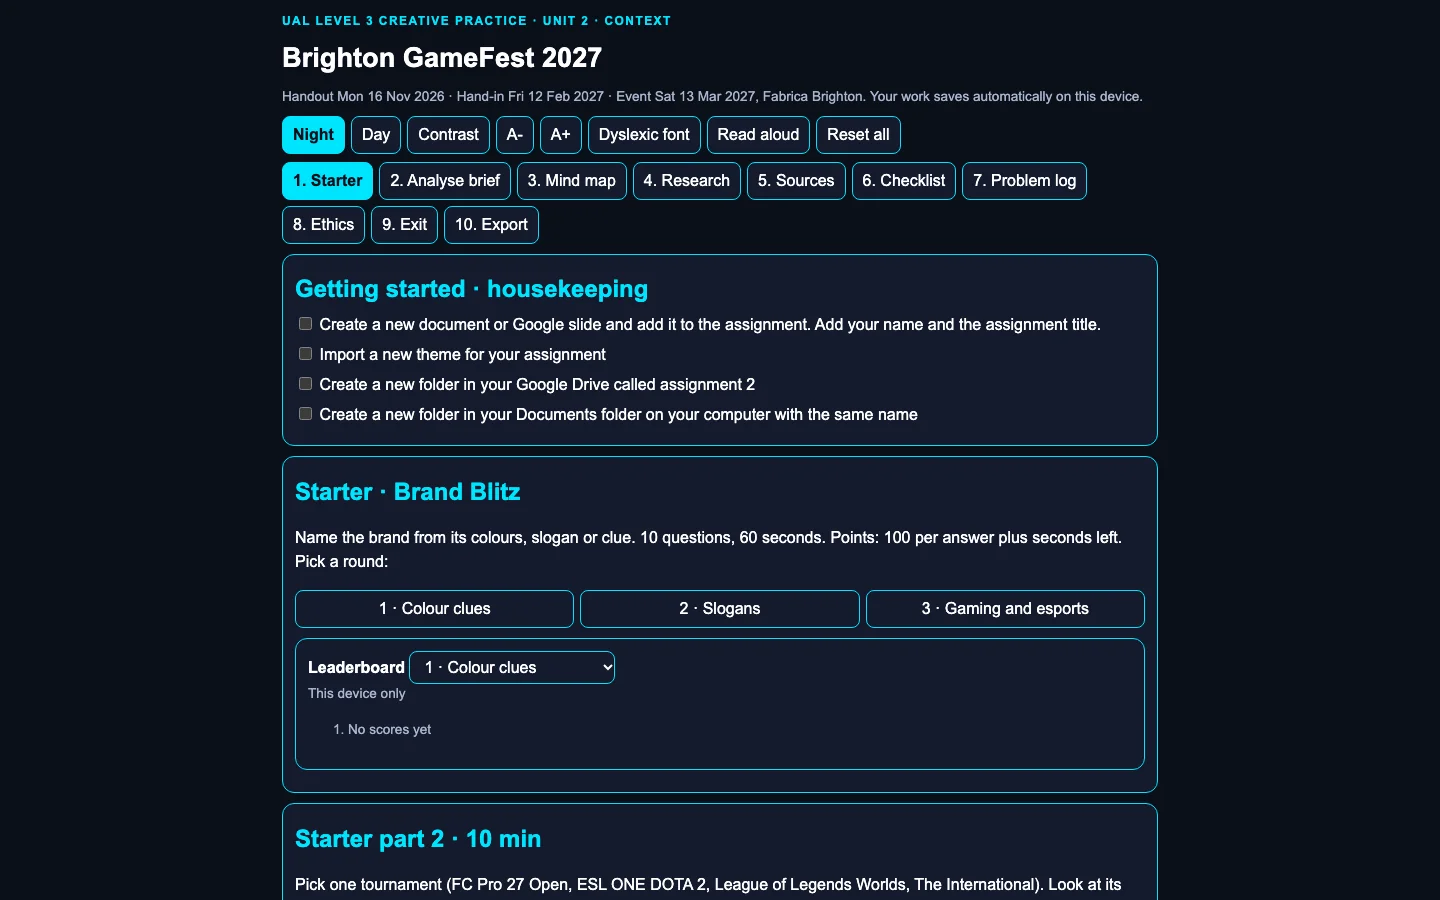 UAL LEVEL 3 CREATIVE PRACTICE · UNIT 2 · CONTEXT
Brighton GameFest 2027
Handout Mon 16 Nov 2026 · Hand-in Fri 12 Feb 2027 · Event Sat 13 Mar 2027, Fabrica Brighton. Your work saves automatically on this device.
Night Day Contrast A- A+ Dyslexic font Read aloud Reset all
1. Starter 2. Analyse brief 3. Mind map 4. Research 5. Sources 6. Checklist 7. Problem log
8. Ethics 9. Exit 10. Export
Getting started · housekeeping
Create a new document or Google slide and add it to the assignment. Add your name and the assignment title.
Import a new theme for your assignment
Create a new folder in your Google Drive called assignment 2
Create a new folder in your Documents folder on your computer with the same name
Starter · Brand Blitz
Name the brand from its colours, slogan or clue. 10 questions, 60 seconds. Points: 100 per answer plus seconds left.
Pick a round:
1 · Colour clues 2 · Slogans 3 · Gaming and esports
Leaderboard 1 · Colour clues
This device only
1. No scores yet
Starter part 2 · 10 min
Pick one tournament (FC Pro 27 Open, ESL ONE DOTA 2, League of Legends Worlds, The International). Look at its